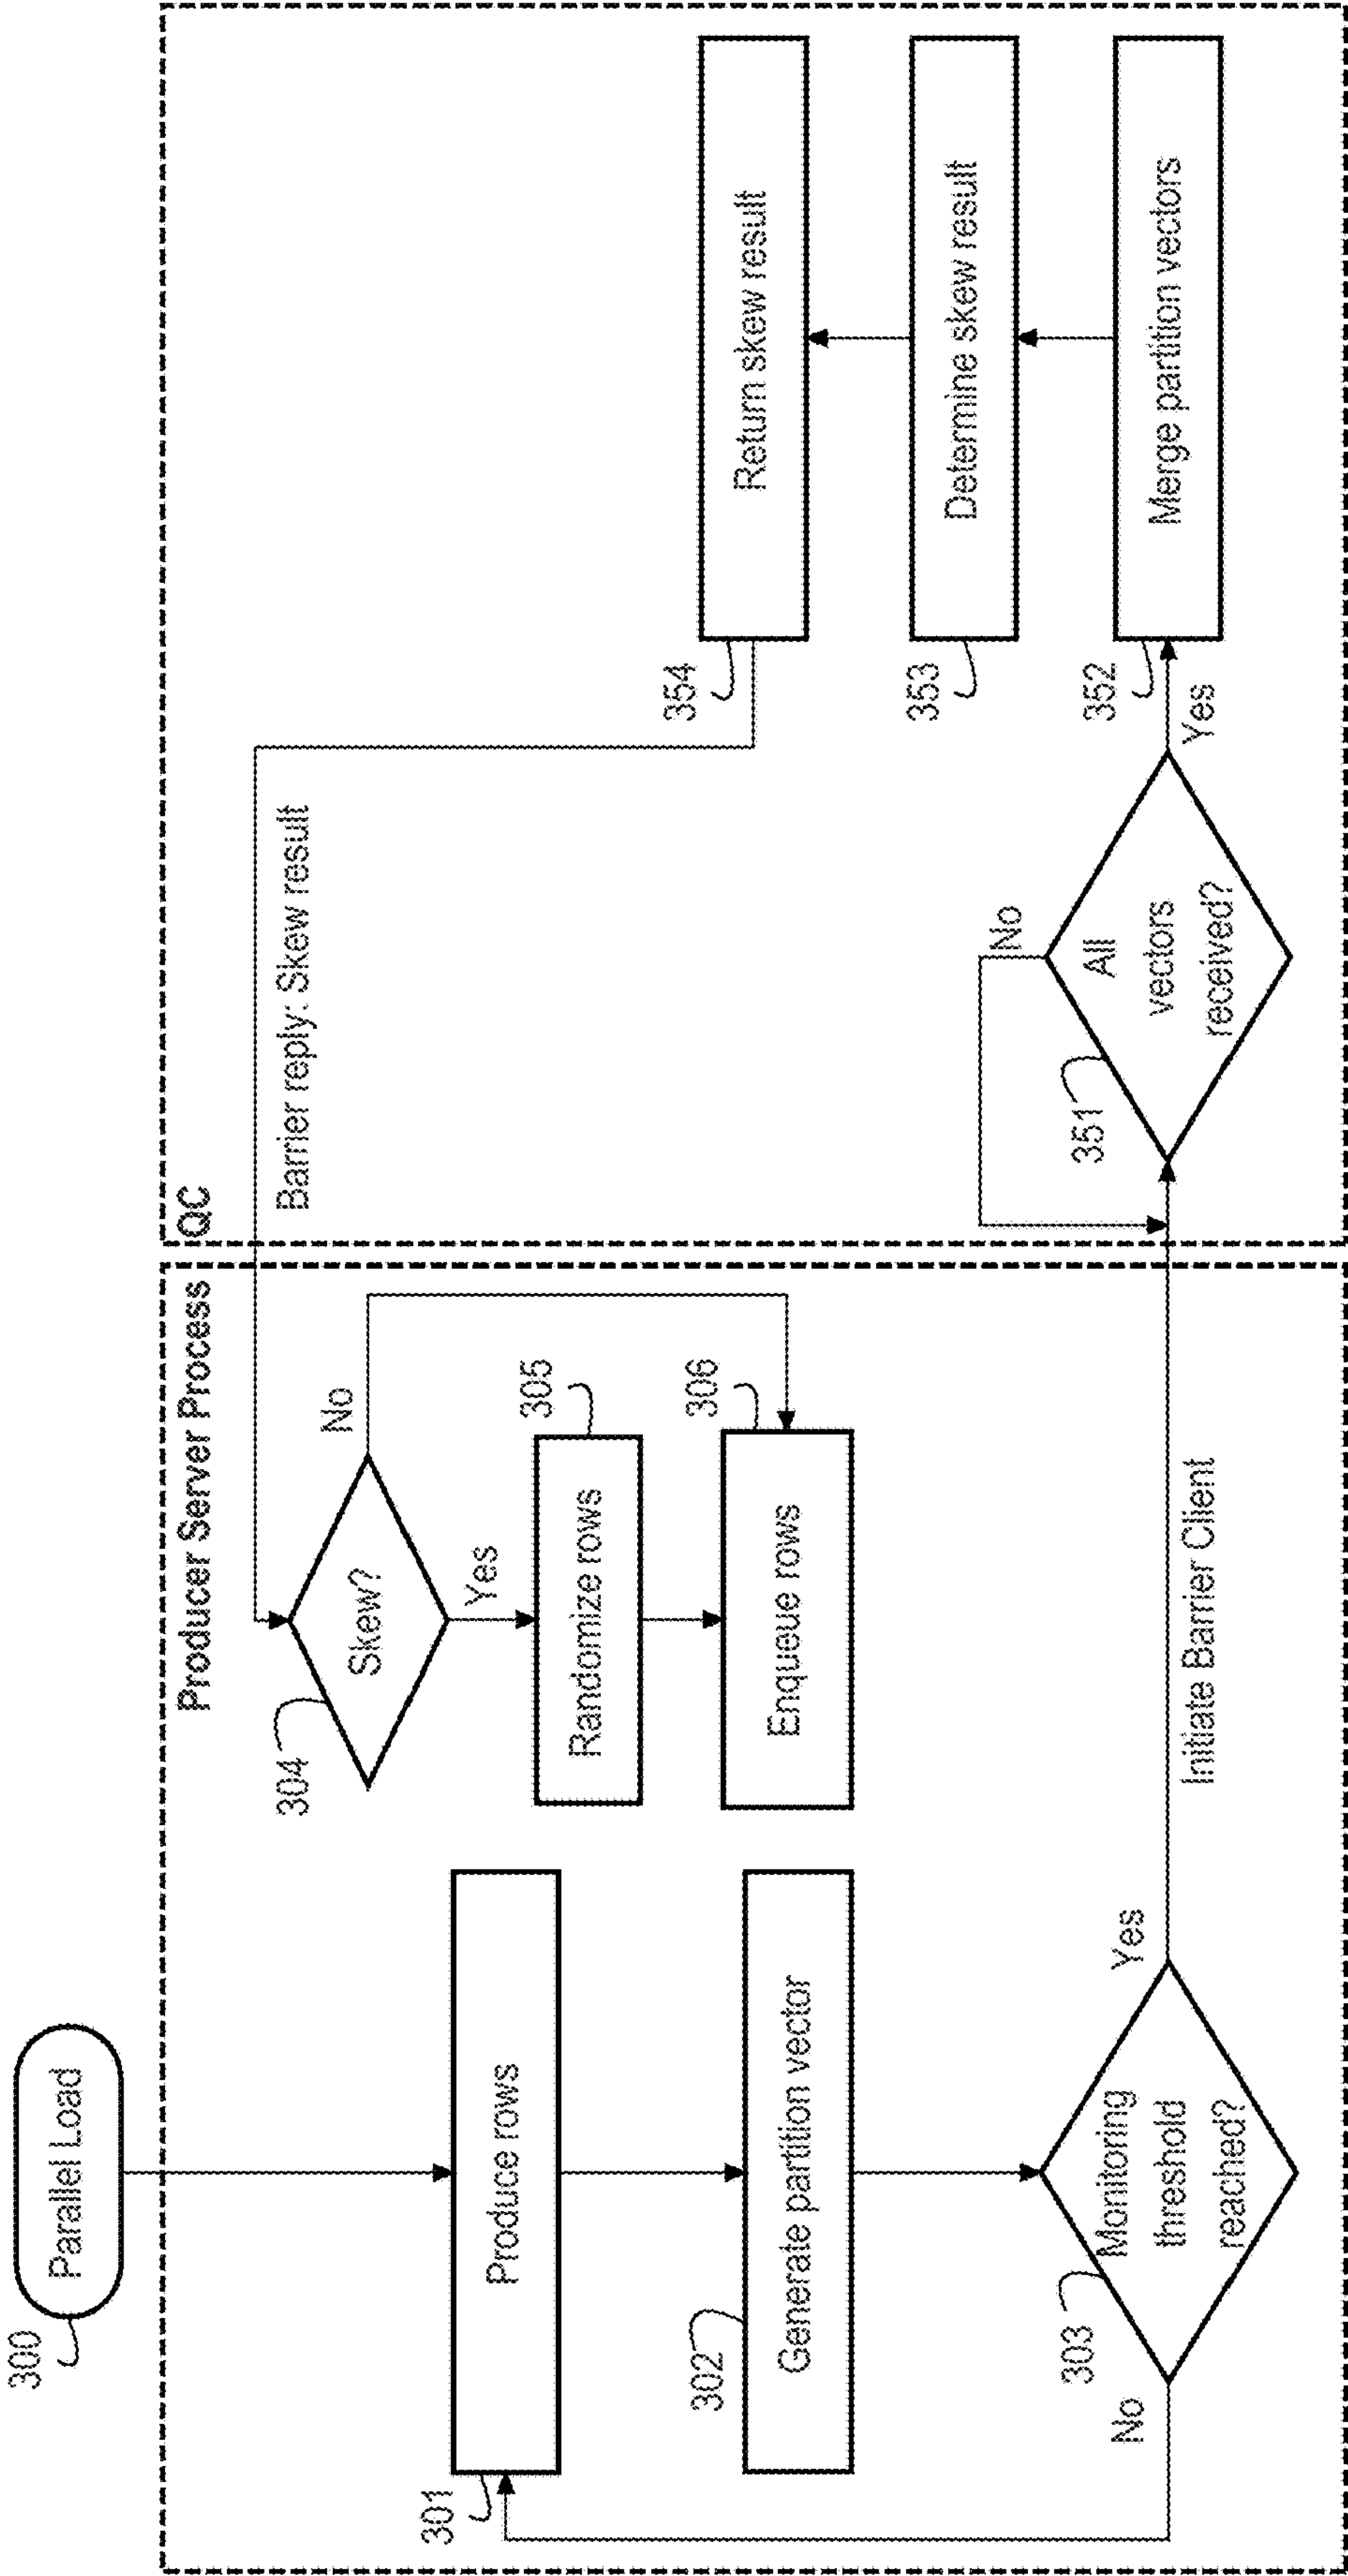 300
Parallel Load
Producer Server Process
301
Produce rows
302
Generate partition vector
303
Monitoring
threshold
reached?
No
Yes
Initiate Barrier Client
304
Skew?
No
Yes
305
Randomize rows
306
Enqueue rows
QC
Barrier reply: Skew result
351
All
vectors
received?
No
Yes
352
Merge partition vectors
353
Determine skew result
354
Return skew result